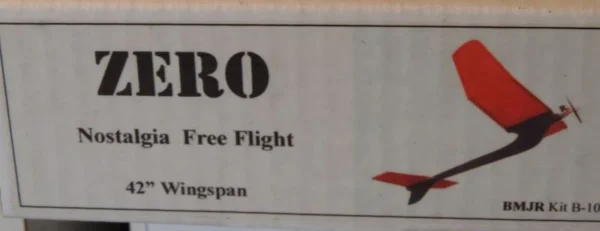 ZERO
Nostalgia Free Flight
42” Wingspan
BMJR Kit B-10